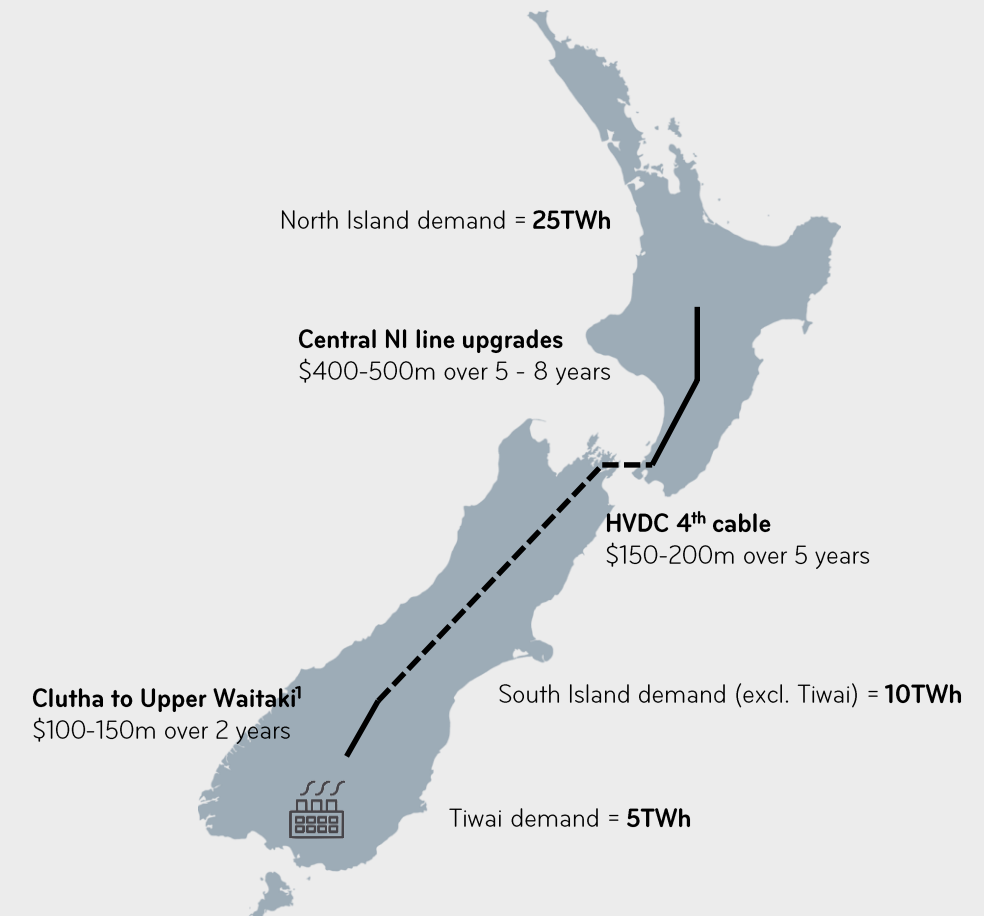 North Island demand = 25TWh
Central NI line upgrades
$400-500m over 5 - 8 years
HVDC 4th cable
$150-200m over 5 years
Clutha to Upper Waitaki¹
$100-150m over 2 years
South Island demand (excl. Tiwai) = 10TWh
Tiwai demand = 5TWh